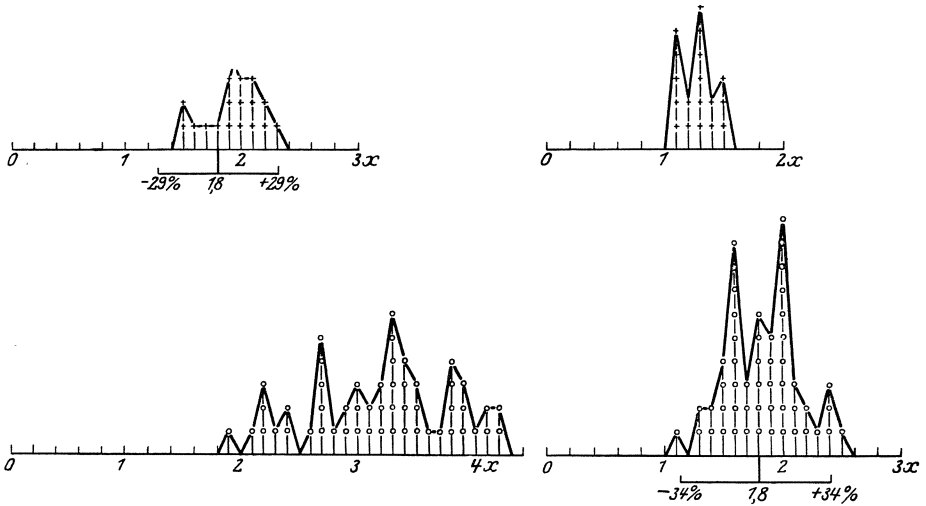 0 1 2 3x
-29% 1,8 +29%
0 1 2x
0 1 2 3 4x
0 1 2 3x
-34% 1,8 +34%